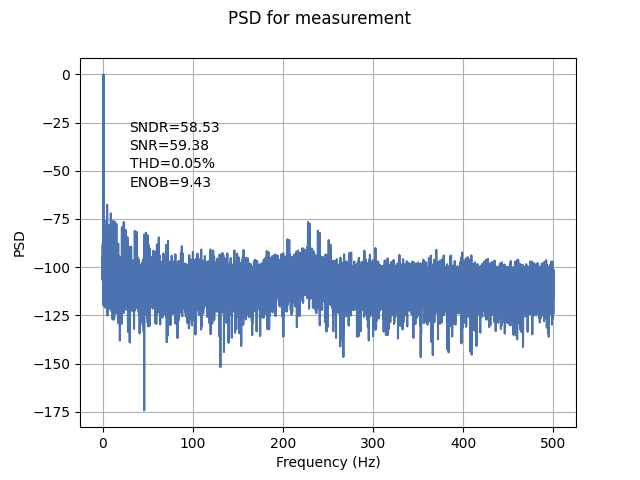 PSD for measurement
0
−25
−50
−75
−100
−125
−150
−175
PSD
SNDR=58.53
SNR=59.38
THD=0.05%
ENOB=9.43
0
100
200
300
400
500
Frequency (Hz)